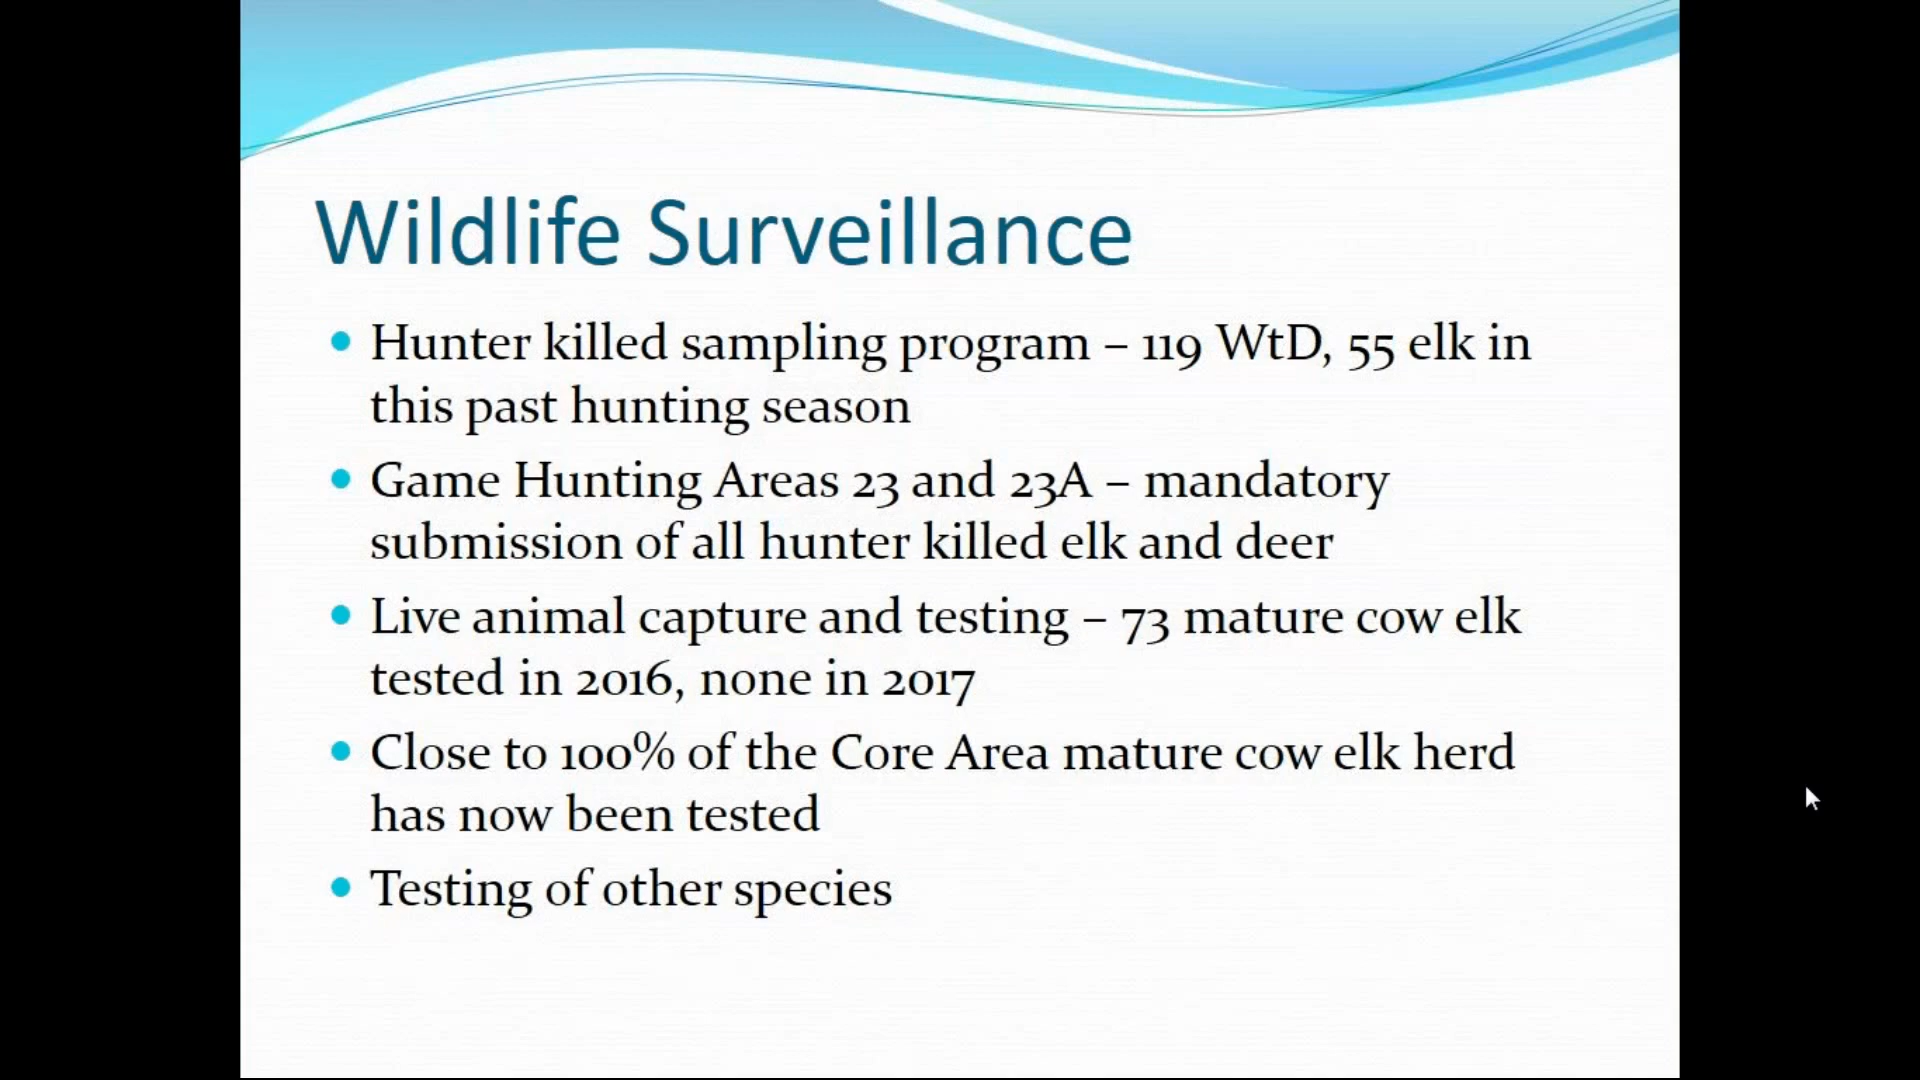 Wildlife Surveillance
• Hunter killed sampling program – 119 WtD, 55 elk in
this past hunting season
• Game Hunting Areas 23 and 23A – mandatory
submission of all hunter killed elk and deer
• Live animal capture and testing – 73 mature cow elk
tested in 2016, none in 2017
• Close to 100% of the Core Area mature cow elk herd
has now been tested
• Testing of other species